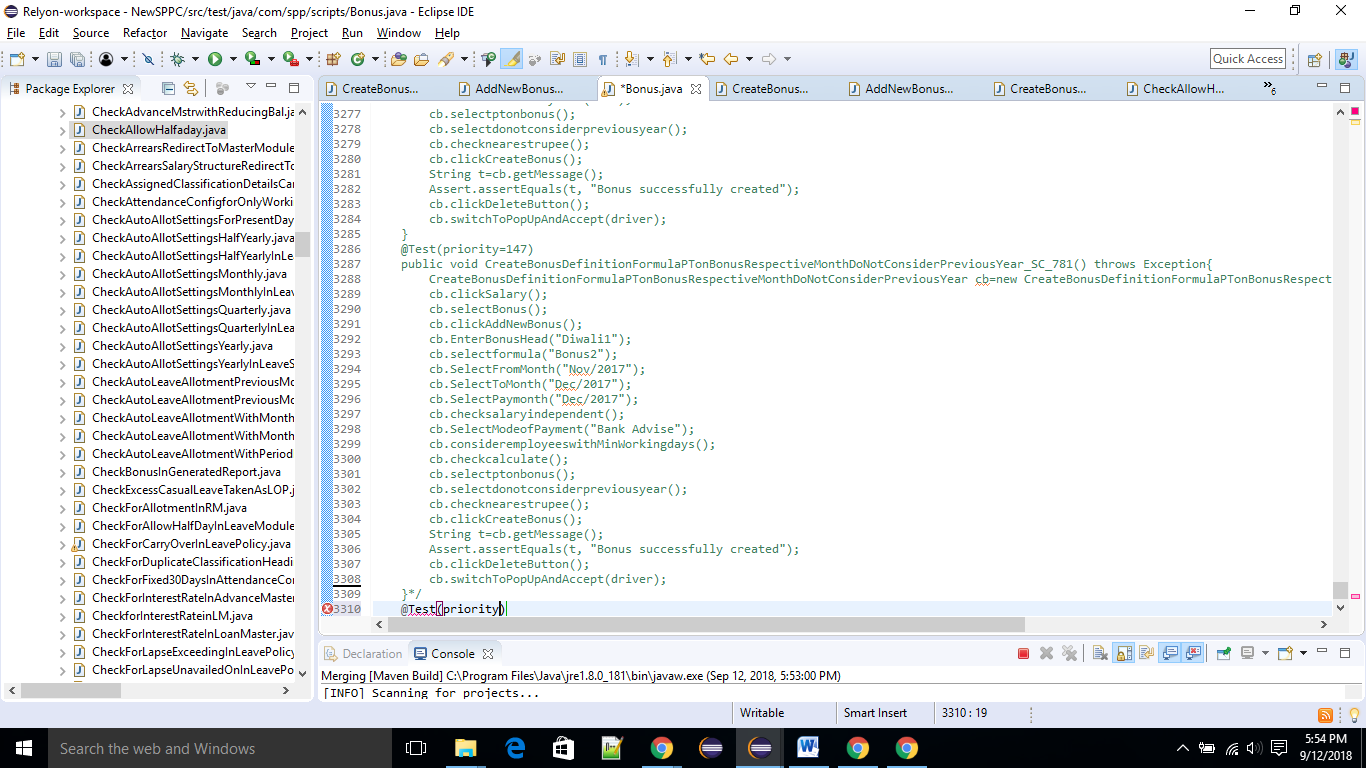 Relyon-workspace - NewSPPC/src/test/java/com/spp/scripts/Bonus.java - Eclipse IDE
File Edit Source Refactor Navigate Search Project Run Window Help
Quick Access
Package Explorer
CreateBonus...
AddNewBonus...
*Bonus.java
CreateBonus...
AddNewBonus...
CreateBonus...
CheckAllowH...
»6
CheckAdvanceMstrwithReducingBal.ja
CheckAllowHalfaday.java
CheckArrearsRedirectToMasterModule
CheckArrearsSalaryStructureRedirectTo
CheckAssignedClassificationDetailsCar
CheckAttendanceConfigforOnlyWorki
CheckAutoAllotSettingsForPresentDay
CheckAutoAllotSettingsHalfYearly.java
CheckAutoAllotSettingsHalfYearlyInLe
CheckAutoAllotSettingsMonthly.java
CheckAutoAllotSettingsMonthlyInLeav
CheckAutoAllotSettingsQuarterly.java
CheckAutoAllotSettingsQuarterlyInLea
CheckAutoAllotSettingsYearly.java
CheckAutoAllotSettingsYearlyInLeaveS
CheckAutoLeaveAllotmentPreviousMo
CheckAutoLeaveAllotmentPreviousMo
CheckAutoLeaveAllotmentWithMonth
CheckAutoLeaveAllotmentWithMonth
CheckAutoLeaveAllotmentWithPeriod
CheckBonusInGeneratedReport.java
CheckExcessCasualLeaveTakenAsLOP.j
CheckForAllotmentInRM.java
CheckForAllowHalfDayInLeaveModule
CheckForCarryOverInLeavePolicy.java
CheckForDuplicateClassificationHeadi
CheckForFixed30DaysInAttendanceCor
CheckForInterestRateInAdvanceMaster
CheckforInterestRateinLM.java
CheckForInterestRateInLoanMaster.jav
CheckForLapseExceedingInLeavePolicy
CheckForLapseUnavailedOnInLeavePo
3277 cb.selectptonbonus();
3278 cb.selectdonotconsiderpreviousyear();
3279 cb.checknearestrupee();
3280 cb.clickCreateBonus();
3281 String t=cb.getMessage();
3282 Assert.assertEquals(t, "Bonus successfully created");
3283 cb.clickDeleteButton();
3284 cb.switchToPopUpAndAccept(driver);
3285 }
3286 @Test(priority=147)
3287 public void CreateBonusDefinitionFormulaPTonBonusRespectiveMonthDoNotConsiderPreviousYear_SC_781() throws Exception{
3288 CreateBonusDefinitionFormulaPTonBonusRespectiveMonthDoNotConsiderPreviousYear cb=new CreateBonusDefinitionFormulaPTonBonusRespect
3289 cb.clickSalary();
3290 cb.selectBonus();
3291 cb.clickAddNewBonus();
3292 cb.EnterBonusHead("Diwali1");
3293 cb.selectformula("Bonus2");
3294 cb.SelectFromMonth("Nov/2017");
3295 cb.SelectToMonth("Dec/2017");
3296 cb.SelectPaymonth("Dec/2017");
3297 cb.checksalaryindependent();
3298 cb.SelectModeofPayment("Bank Advise");
3299 cb.consideremployeeswithMinWorkingdays();
3300 cb.checkcalculate();
3301 cb.selectptonbonus();
3302 cb.selectdonotconsiderpreviousyear();
3303 cb.checknearestrupee();
3304 cb.clickCreateBonus();
3305 String t=cb.getMessage();
3306 Assert.assertEquals(t, "Bonus successfully created");
3307 cb.clickDeleteButton();
3308 cb.switchToPopUpAndAccept(driver);
3309 }*/
3310 @Test(priority)
Declaration Console
Merging [Maven Build] C:\Program Files\Java\jre1.8.0_181\bin\javaw.exe (Sep 12, 2018, 5:53:00 PM)
[INFO] Scanning for projects...
Writable Smart Insert 3310 : 19
Search the web and Windows
5:54 PM
9/12/2018